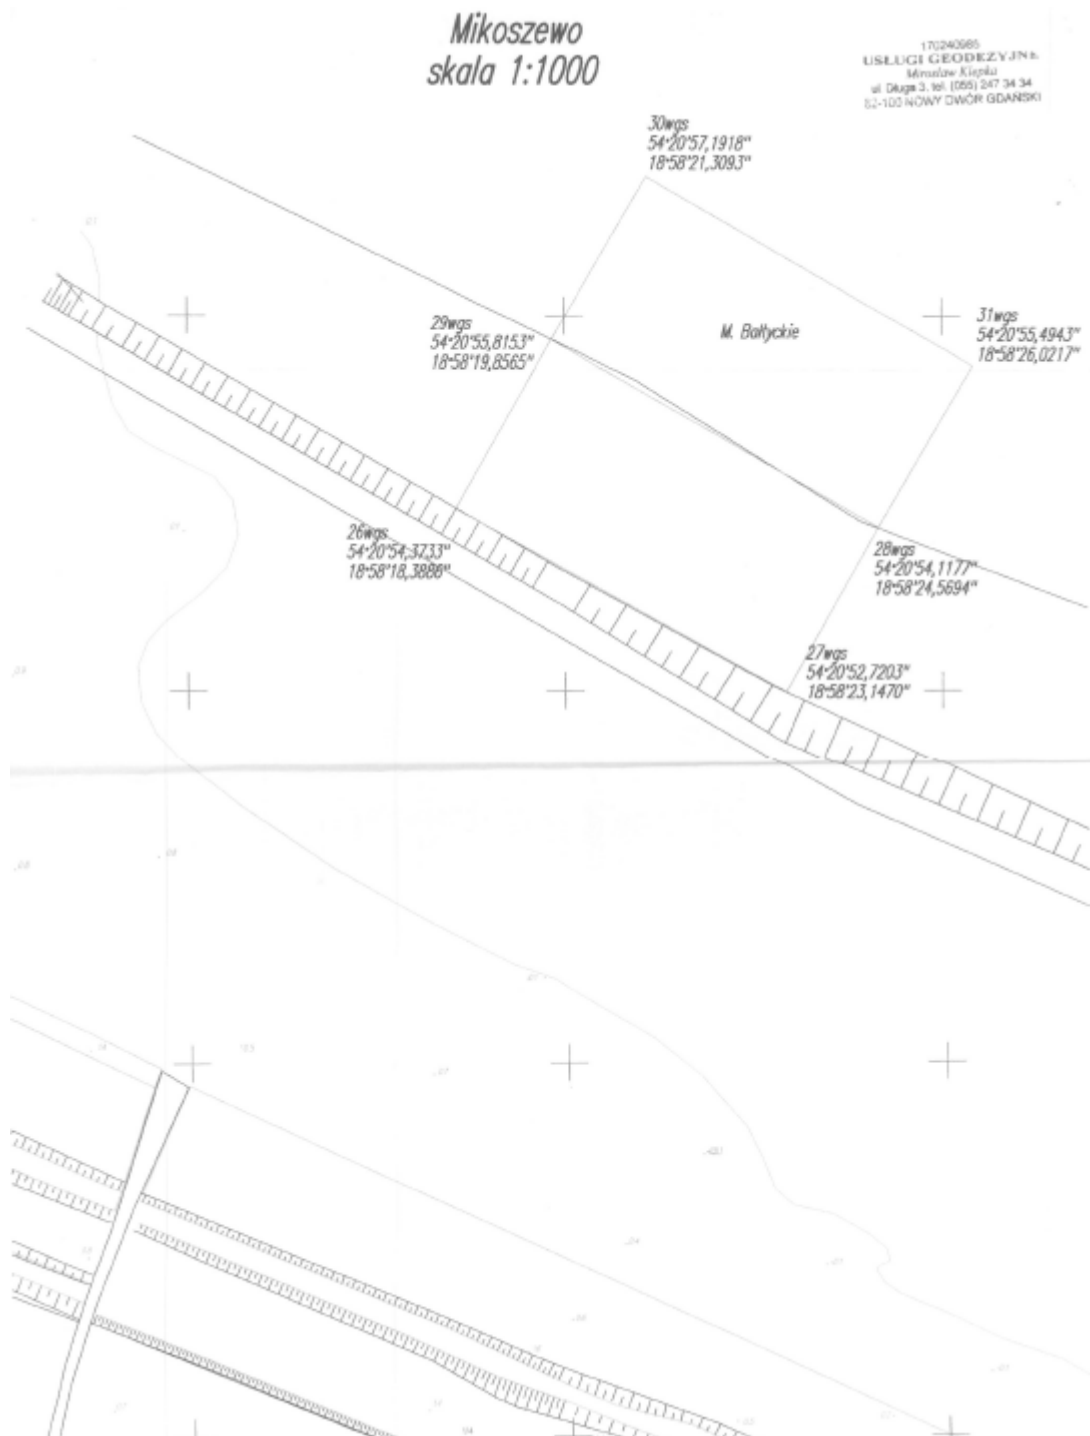 Mikoszewo
skala 1:1000
170240985
USŁUGI GEODEZYJNE
Mirosław Kiepka
ul. Długa 3, tel. (055) 247 34 34
82-100 NOWY DWÓR GDAŃSKI
30wgs
54°20'57,1918"
18°58'21,3093"
29wgs
54°20'55,8153"
18°58'19,8565"
M. Bałtyckie
31wgs
54°20'55,4943"
18°58'26,0217"
26wgs
54°20'54,3733"
18°58'18,3886"
28wgs
54°20'54,1177"
18°58'24,5694"
27wgs
54°20'52,7203"
18°58'23,1470"